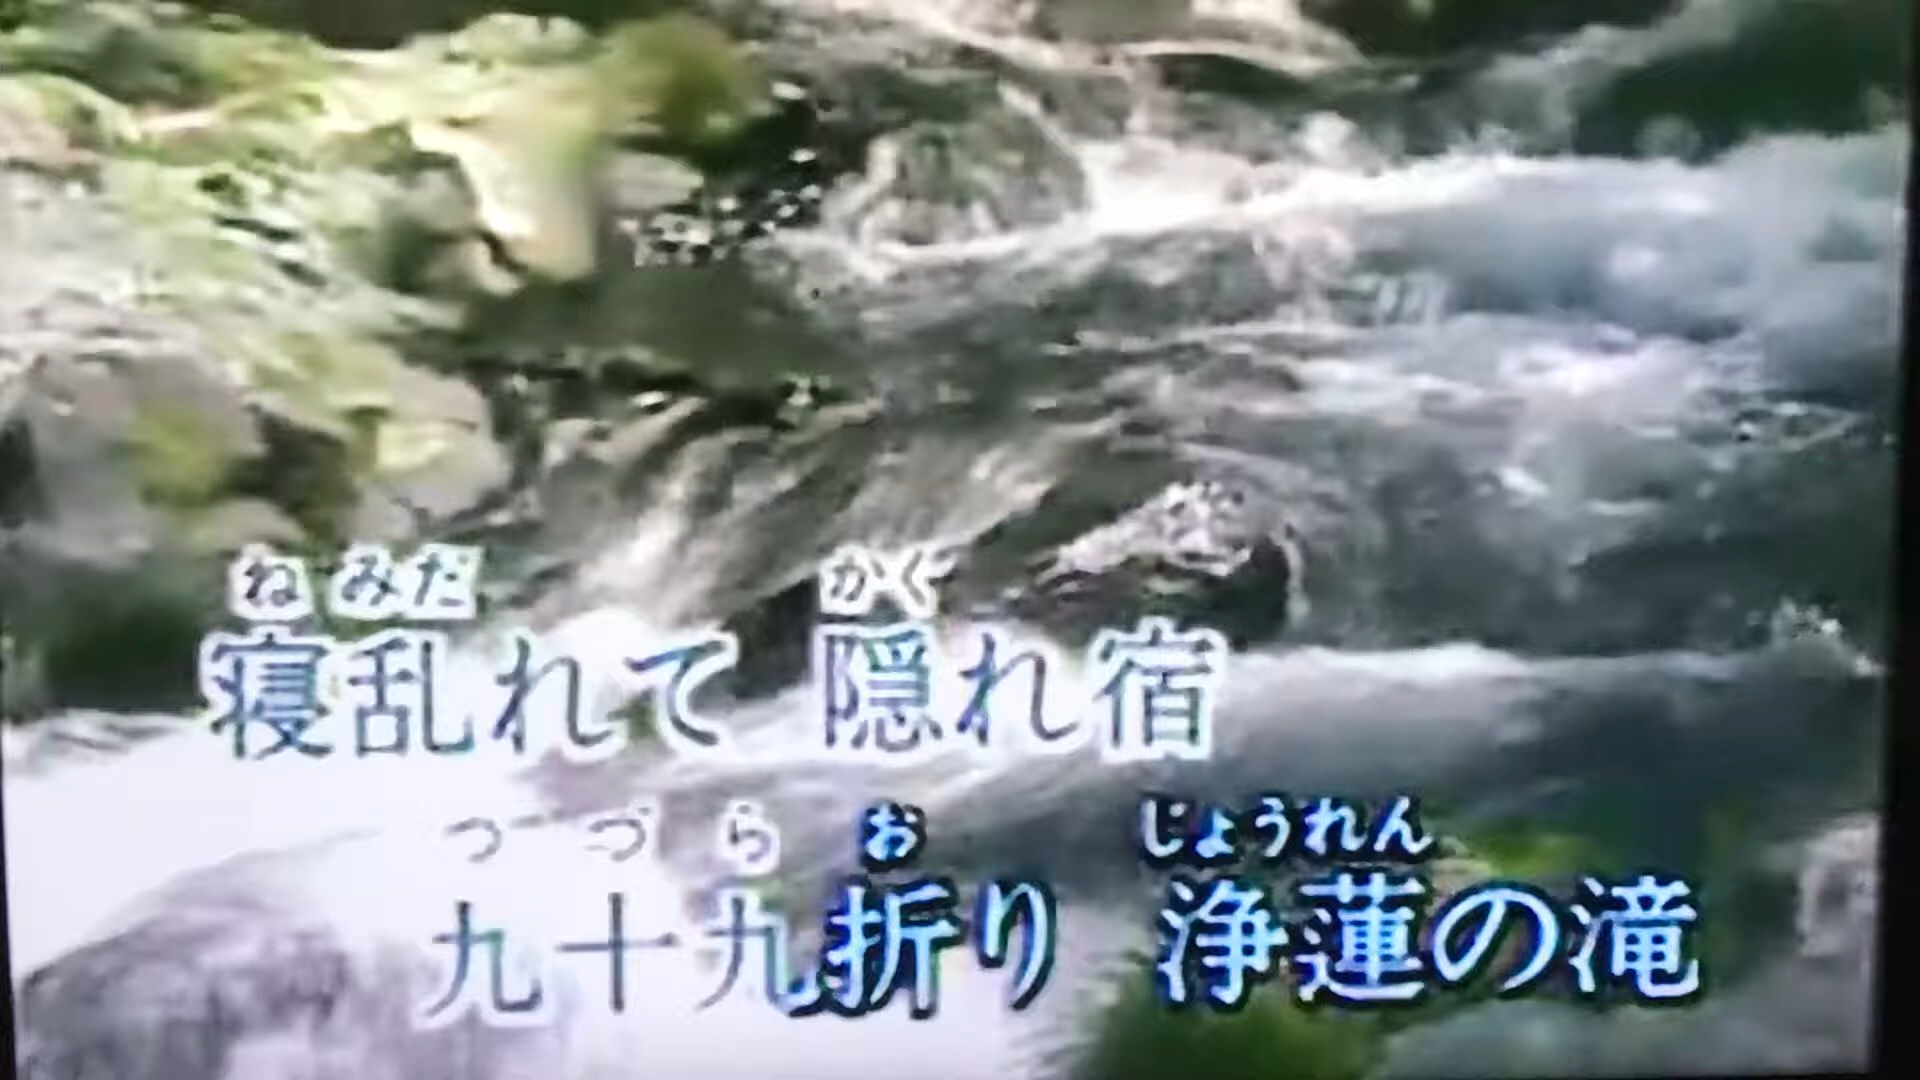 ね みだ かく
寝乱れて 隠れ宿
つ づ ら お じょうれん
九十九折り 浄蓮の滝